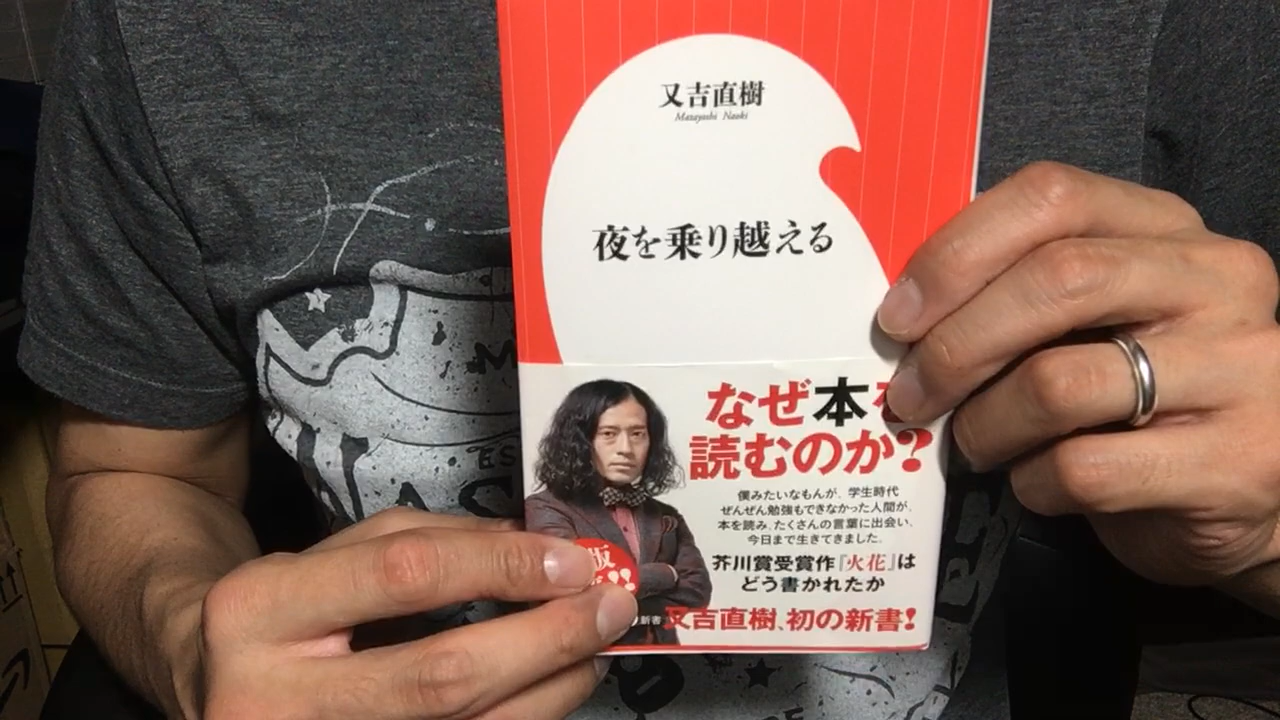 又吉直樹
Matayoshi Naoki
夜を乗り越える
なぜ本を
読むのか?
僕みたいなもんが、学生時代
ぜんぜん勉強もできなかった人間が、
本を読み、たくさんの言葉に出会い、
今日まで生きてきました。
芥川賞受賞作『火花』は
どう書かれたか
新書
又吉直樹、初の新書!
版
!!
ES